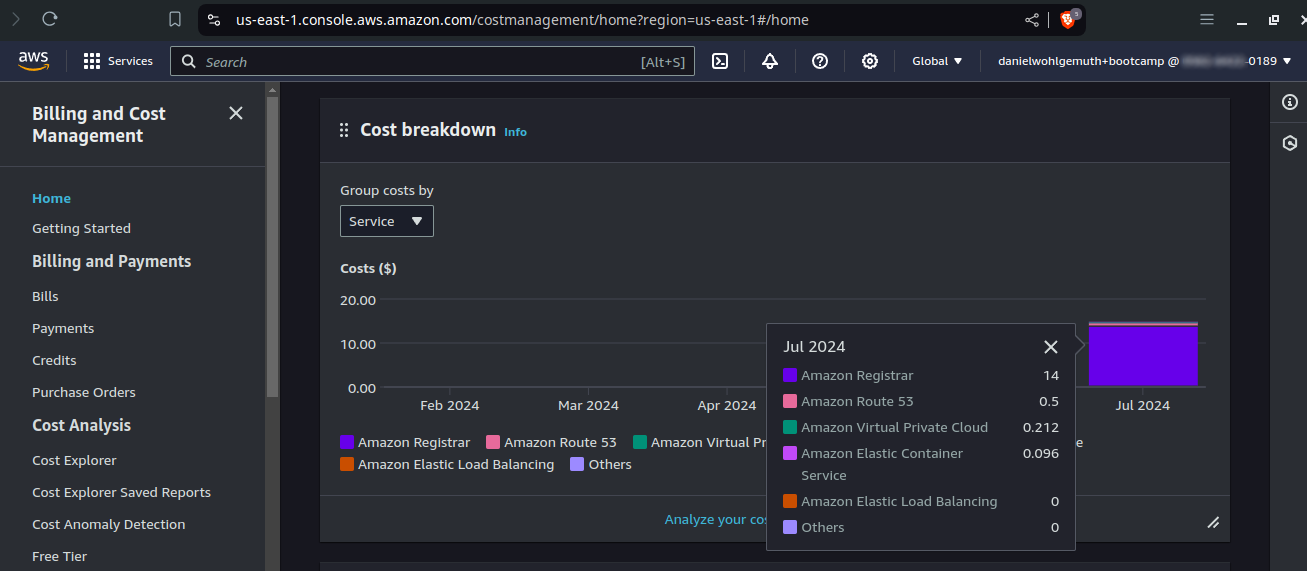 us-east-1.console.aws.amazon.com/costmanagement/home?region=us-east-1#/home
aws
Services
Search
[Alt+S]
Global
danielwohlgemuth+bootcamp @
-0189
Billing and Cost
Management
Home
Getting Started
Billing and Payments
Bills
Payments
Credits
Purchase Orders
Cost Analysis
Cost Explorer
Cost Explorer Saved Reports
Cost Anomaly Detection
Free Tier
Cost breakdown Info
Group costs by
Service
Costs ($)
20.00
10.00
0.00
Feb 2024
Mar 2024
Apr 2024
Jul 2024
Amazon Registrar
Amazon Route 53
Amazon Virtual Pr
e
Amazon Elastic Load Balancing
Others
Analyze your cos
Jul 2024
Amazon Registrar 14
Amazon Route 53 0.5
Amazon Virtual Private Cloud 0.212
Amazon Elastic Container 0.096
Service
Amazon Elastic Load Balancing 0
Others 0